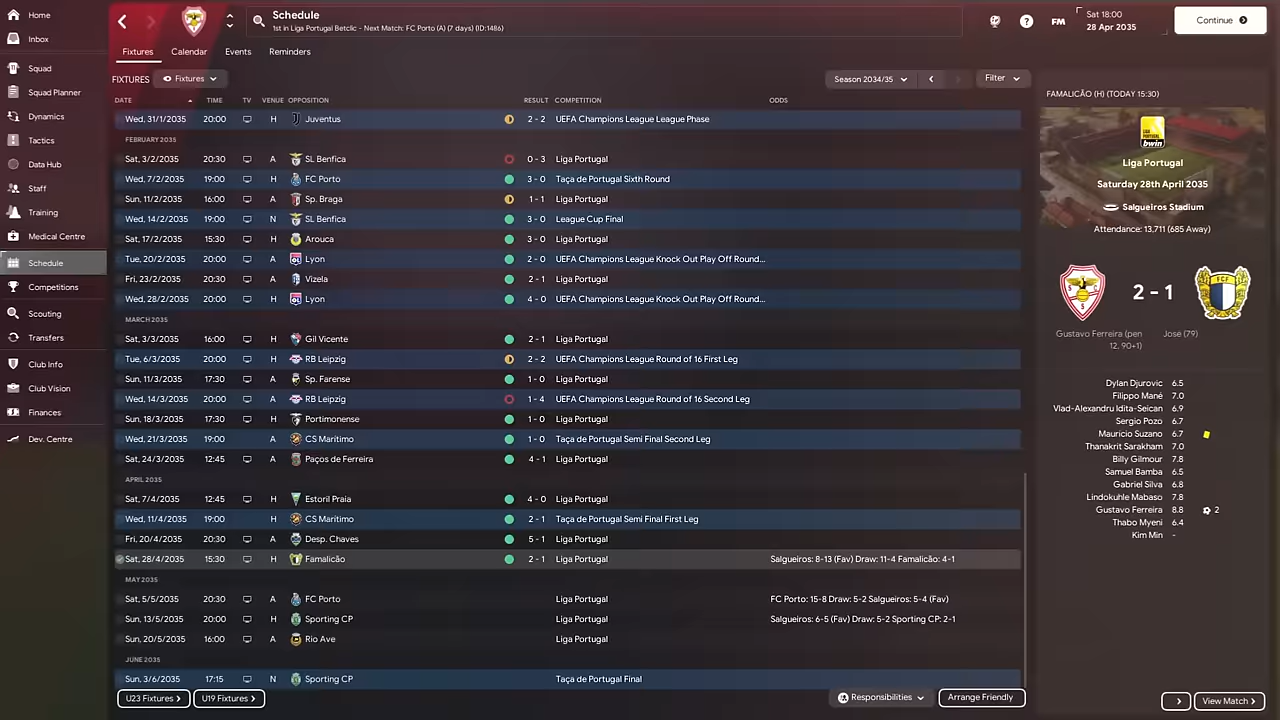 Home
Inbox
Squad
Squad Planner
Dynamics
Tactics
Data Hub
Staff
Training
Medical Centre
Schedule
Competitions
Scouting
Transfers
Club Info
Club Vision
Finances
Dev. Centre
Schedule
1st in Liga Portugal Betclic - Next Match: FC Porto (A) (7 days) (ID:1486)
? FM Sat 18:00
28 Apr 2035
Continue
Fixtures Calendar Events Reminders
FIXTURES Fixtures Season 2034/35 Filter
DATE TIME TV VENUE OPPOSITION RESULT COMPETITION ODDS
Wed, 31/1/2035 20:00 H Juventus 2 - 2 UEFA Champions League League Phase
FEBRUARY 2035
Sat, 3/2/2035 20:30 A SL Benfica 0 - 3 Liga Portugal
Wed, 7/2/2035 19:00 H FC Porto 3 - 0 Taça de Portugal Sixth Round
Sun, 11/2/2035 16:00 A Sp. Braga 1 - 1 Liga Portugal
Wed, 14/2/2035 19:00 N SL Benfica 3 - 0 League Cup Final
Sat, 17/2/2035 15:30 H Arouca 3 - 0 Liga Portugal
Tue, 20/2/2035 20:00 A Lyon 2 - 0 UEFA Champions League Knock Out Play Off Round...
Fri, 23/2/2035 20:30 A Vizela 2 - 1 Liga Portugal
Wed, 28/2/2035 20:00 H Lyon 4 - 0 UEFA Champions League Knock Out Play Off Round...
MARCH 2035
Sat, 3/3/2035 16:00 H Gil Vicente 2 - 1 Liga Portugal
Tue, 6/3/2035 20:00 H RB Leipzig 2 - 2 UEFA Champions League Round of 16 First Leg
Sun, 11/3/2035 17:30 A Sp. Farense 1 - 0 Liga Portugal
Wed, 14/3/2035 20:00 A RB Leipzig 1 - 4 UEFA Champions League Round of 16 Second Leg
Sun, 18/3/2035 17:30 H Portimonense 1 - 0 Liga Portugal
Wed, 21/3/2035 19:00 A CS Marítimo 1 - 0 Taça de Portugal Semi Final Second Leg
Sat, 24/3/2035 12:45 A Paços de Ferreira 4 - 1 Liga Portugal
APRIL 2035
Sat, 7/4/2035 12:45 H Estoril Praia 4 - 0 Liga Portugal
Wed, 11/4/2035 19:00 H CS Marítimo 2 - 1 Taça de Portugal Semi Final First Leg
Fri, 20/4/2035 20:30 A Desp. Chaves 5 - 1 Liga Portugal
Sat, 28/4/2035 15:30 H Famalicão 2 - 1 Liga Portugal Salgueiros: 8-13 (Fav) Draw: 11-4 Famalicão: 4-1
MAY 2035
Sat, 5/5/2035 20:30 A FC Porto Liga Portugal FC Porto: 15-8 Draw: 5-2 Salgueiros: 5-4 (Fav)
Sun, 13/5/2035 20:00 H Sporting CP Liga Portugal Salgueiros: 6-5 (Fav) Draw: 5-2 Sporting CP: 2-1
Sun, 20/5/2035 16:00 A Rio Ave Liga Portugal
JUNE 2035
Sun, 3/6/2035 17:15 N Sporting CP Taça de Portugal Final
U23 Fixtures U19 Fixtures Responsibilities Arrange Friendly
FAMALICÃO (H) (TODAY 15:30)
LIGA PORTUGAL
bwin
Liga Portugal
Saturday 28th April 2035
Salgueiros Stadium
Attendance: 13,711 (685 Away)
2 - 1
Gustavo Ferreira (pen 12, 90+1)
José (79)
Dylan Djurovic 6.5
Filippo Mané 7.0
Vlad-Alexandru Idita-Seican 6.9
Sergio Pozo 6.7
Maurício Suzano 6.7
Thanakrit Sarakham 7.0
Billy Gilmour 7.8
Samuel Bamba 6.5
Gabriel Silva 6.8
Lindokuhle Mabaso 7.8
Gustavo Ferreira 8.8 2
Thabo Myeni 6.4
Kim Min -
View Match